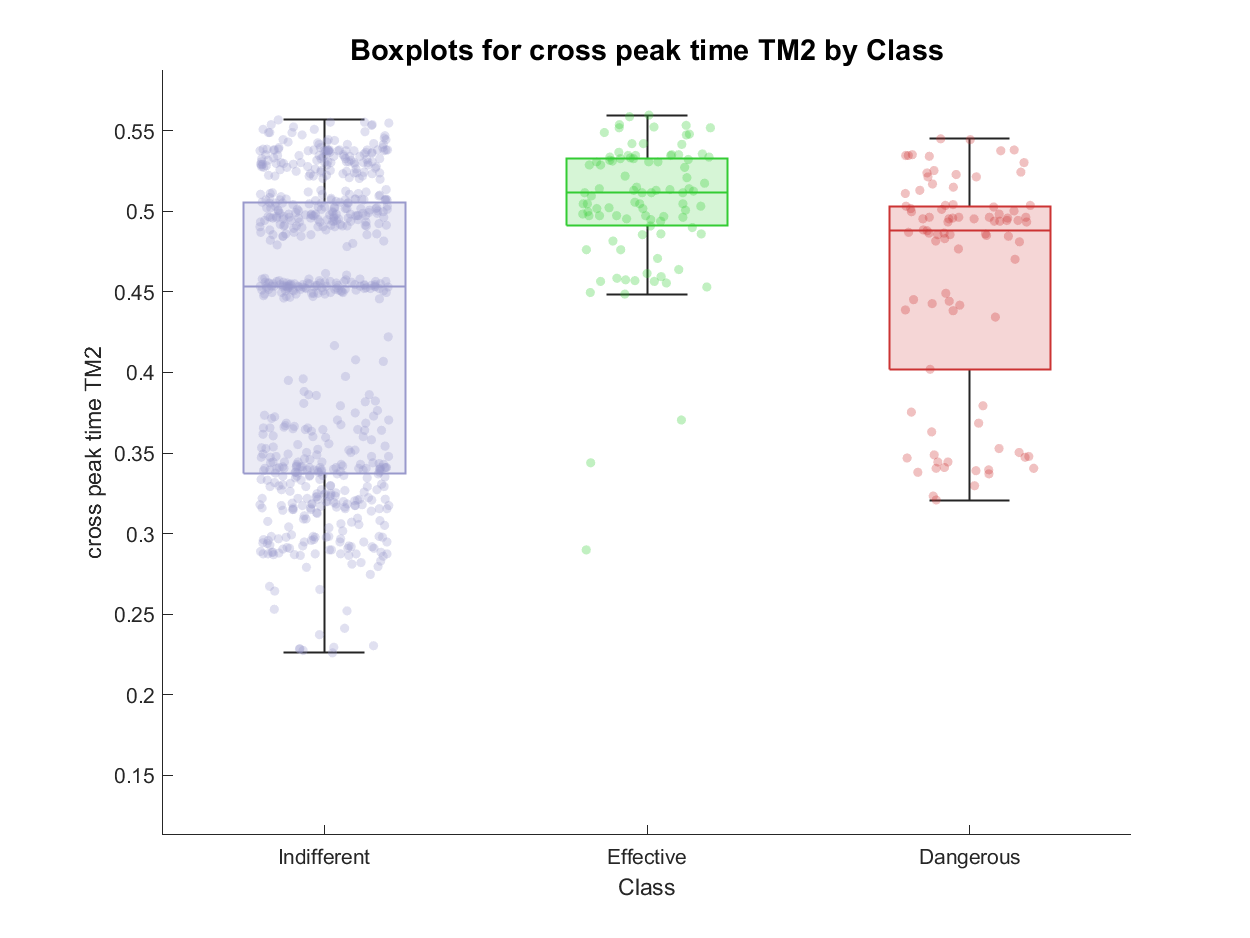 Boxplots for cross peak time TM2 by Class
cross peak time TM2
0.55
0.5
0.45
0.4
0.35
0.3
0.25
0.2
0.15
Indifferent
Effective
Dangerous
Class